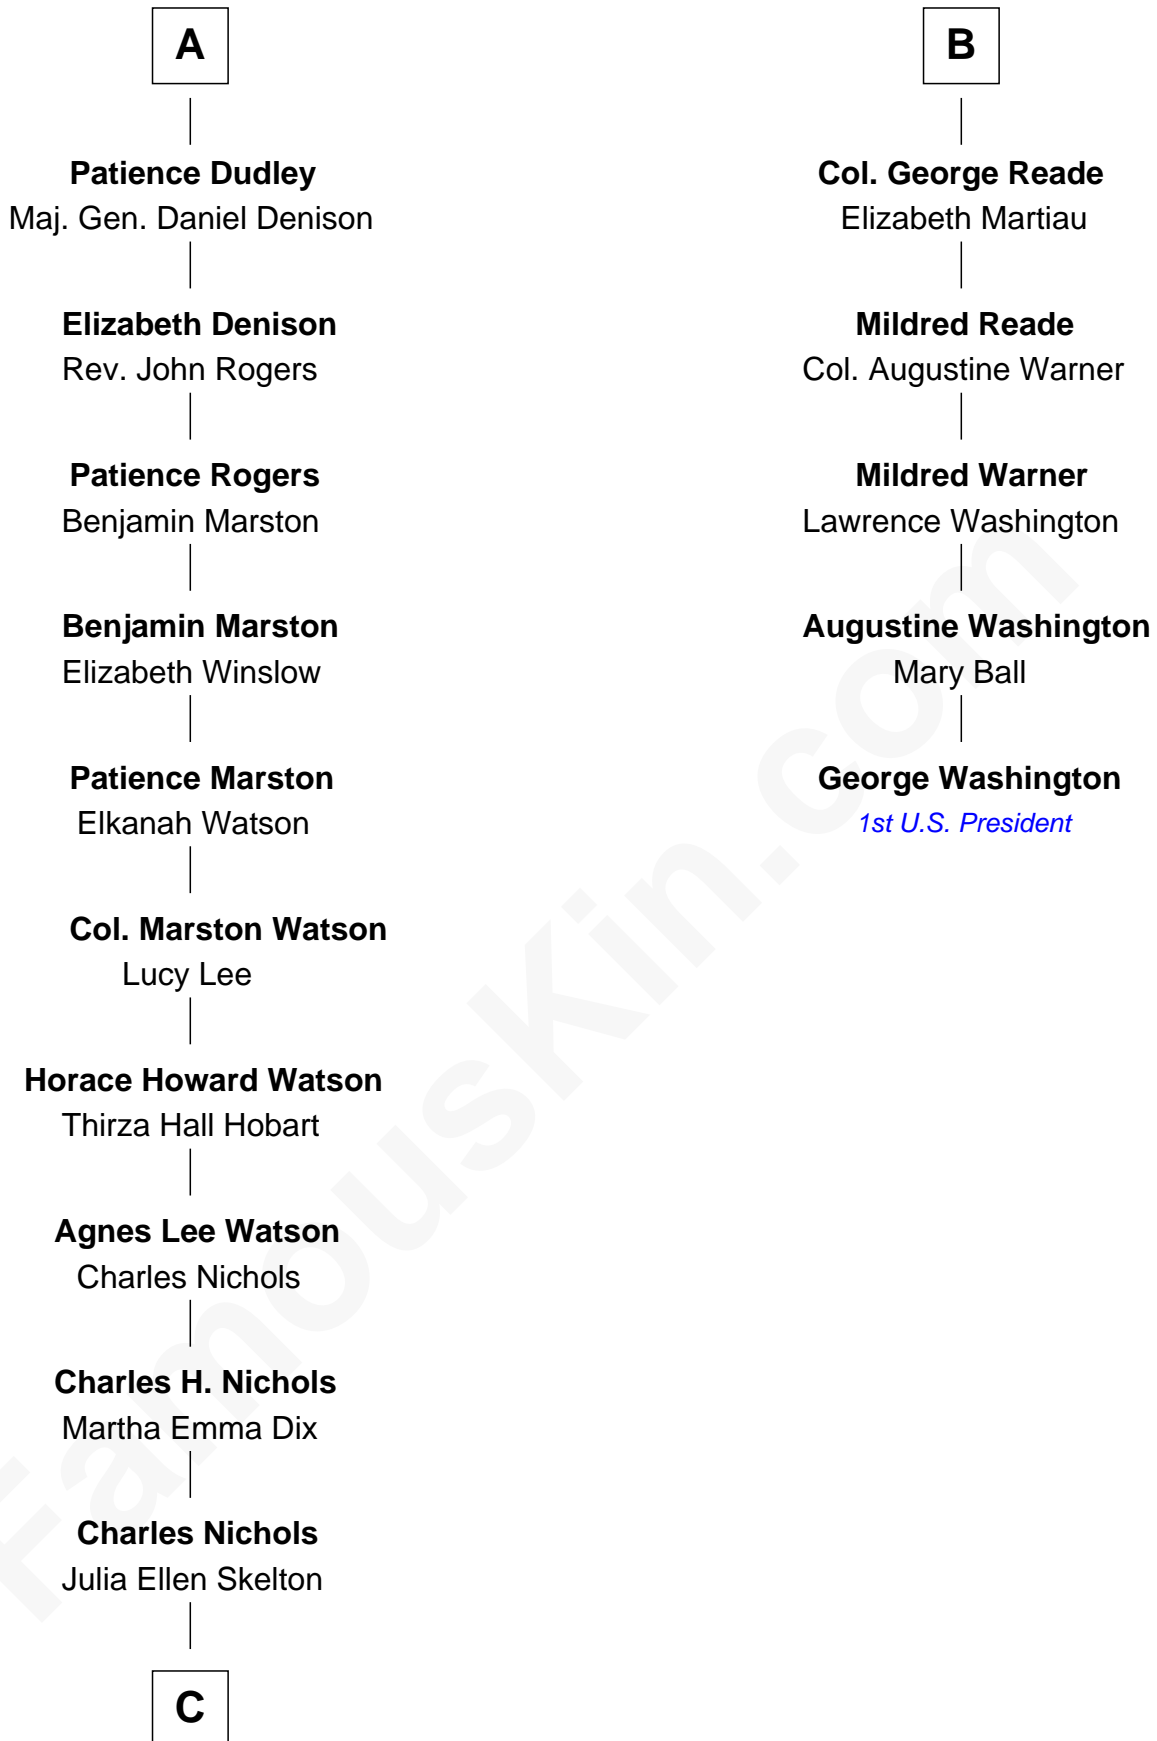 A
Patience Dudley
Maj. Gen. Daniel Denison
Elizabeth Denison
Rev. John Rogers
Patience Rogers
Benjamin Marston
Benjamin Marston
Elizabeth Winslow
Patience Marston
Elkanah Watson
Col. Marston Watson
Lucy Lee
Horace Howard Watson
Thirza Hall Hobart
Agnes Lee Watson
Charles Nichols
Charles H. Nichols
Martha Emma Dix
Charles Nichols
Julia Ellen Skelton
C
B
Col. George Reade
Elizabeth Martiau
Mildred Reade
Col. Augustine Warner
Mildred Warner
Lawrence Washington
Augustine Washington
Mary Ball
George Washington
1st U.S. President
FamousKin.com